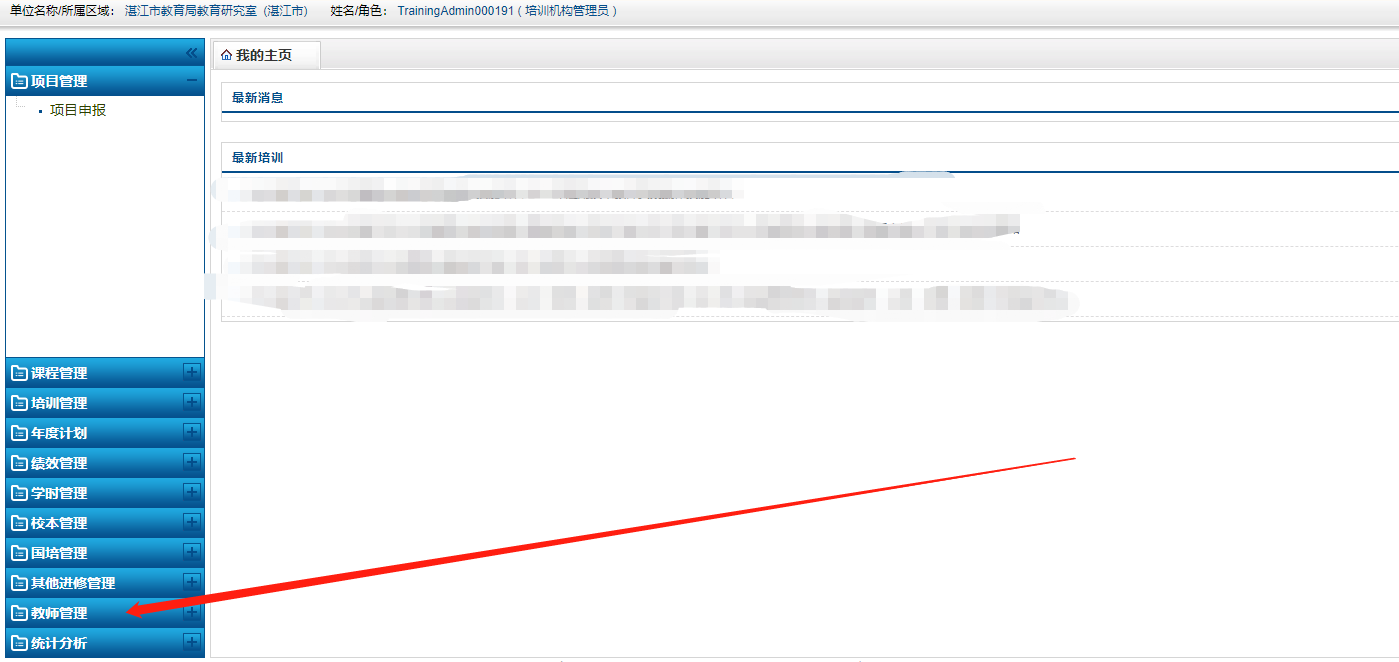 单位名称/所属区域： 湛江市教育局教育研究室（湛江市） 姓名/角色： TrainingAdmin000191 ( 培训机构管理员 )
我的主页
项目管理
项目申报
最新消息
最新培训
课程管理
培训管理
年度计划
绩效管理
学时管理
校本管理
国培管理
其他进修管理
教师管理
统计分析